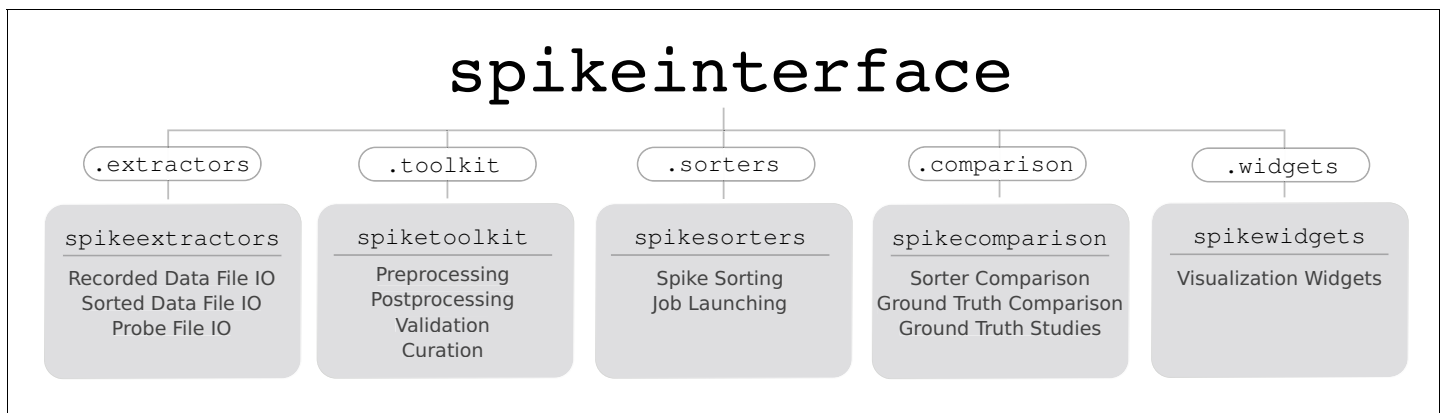 spikeinterface
.extractors
.toolkit
.sorters
.comparison
.widgets
spikeextractors
Recorded Data File IO
Sorted Data File IO
Probe File IO
spiketoolkit
Preprocessing
Postprocessing
Validation
Curation
spikesorters
Spike Sorting
Job Launching
spikecomparison
Sorter Comparison
Ground Truth Comparison
Ground Truth Studies
spikewidgets
Visualization Widgets